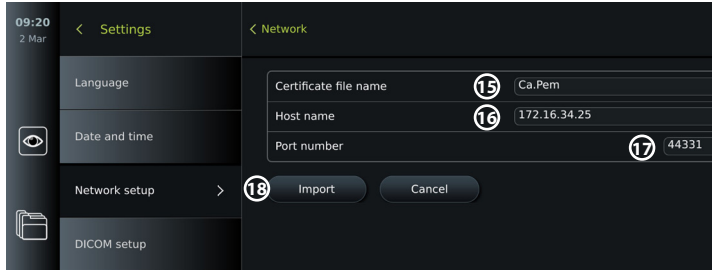 09:20
2 Mar
< Settings
Language
Date and time
Network setup >
DICOM setup
< Network
Certificate file name 15 Ca.Pem
Host name 16 172.16.34.25
Port number 17 44331
18 Import Cancel